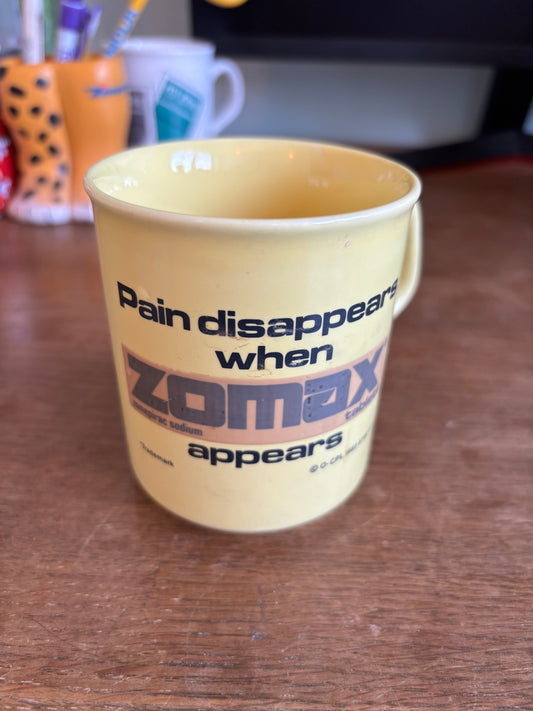 Pain disappears
when
zomax
zomepirac sodium
appears
*Trademark